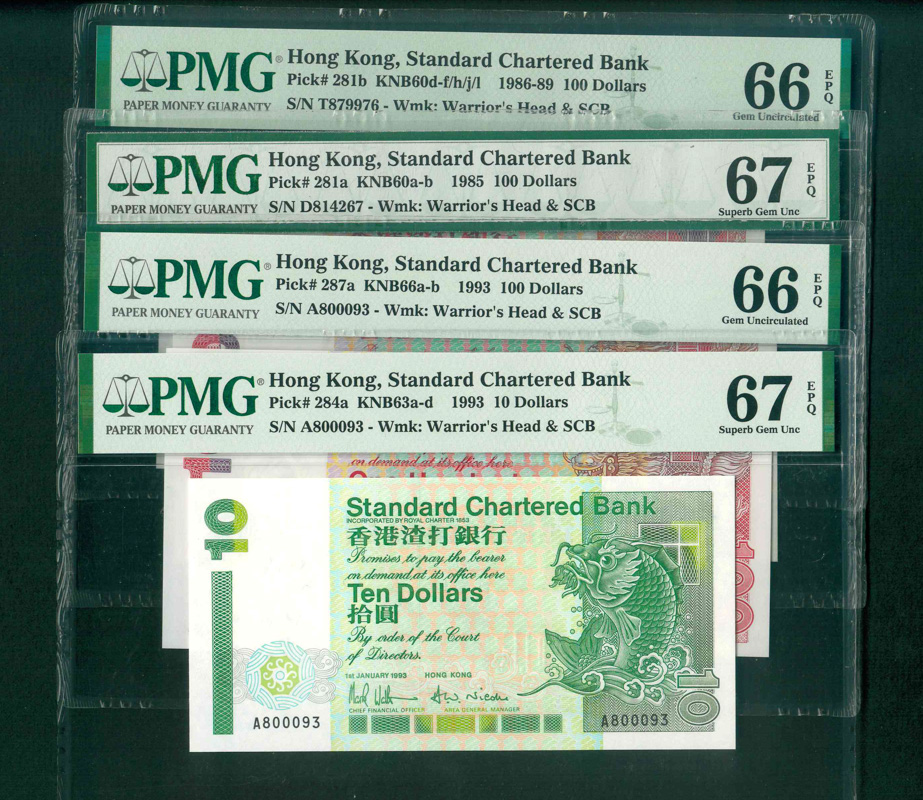 PMG®
PAPER MONEY GUARANTY
Hong Kong, Standard Chartered Bank
Pick# 281b KNB60d-f/h/j/l 1986-89 100 Dollars
S/N T879976 - Wmk: Warrior's Head & SCB
66 EPQ
Gem Uncirculated
PMG
PAPER MONEY GUARANTY
Hong Kong, Standard Chartered Bank
Pick# 281a KNB60a-b 1985 100 Dollars
S/N D814267 - Wmk: Warrior's Head & SCB
67 EPQ
Superb Gem Unc
PMG®
PAPER MONEY GUARANTY
Hong Kong, Standard Chartered Bank
Pick# 287a KNB66a-b 1993 100 Dollars
S/N A800093 - Wmk: Warrior's Head & SCB
66 EPQ
Gem Uncirculated
PMG®
PAPER MONEY GUARANTY
Hong Kong, Standard Chartered Bank
Pick# 284a KNB63a-d 1993 10 Dollars
S/N A800093 - Wmk: Warrior's Head & SCB
67 EPQ
Superb Gem Unc
on demand at its office here
10
Standard Chartered Bank
INCORPORATED BY ROYAL CHARTER 1853
香港渣打銀行
Promises to pay the bearer
on demand at its office here
Ten Dollars
拾圓
By order of the Court
of Directors.
1st JANUARY 1993 HONG KONG
CHIEF FINANCIAL OFFICER AREA GENERAL MANAGER
A800093
A800093
10
100